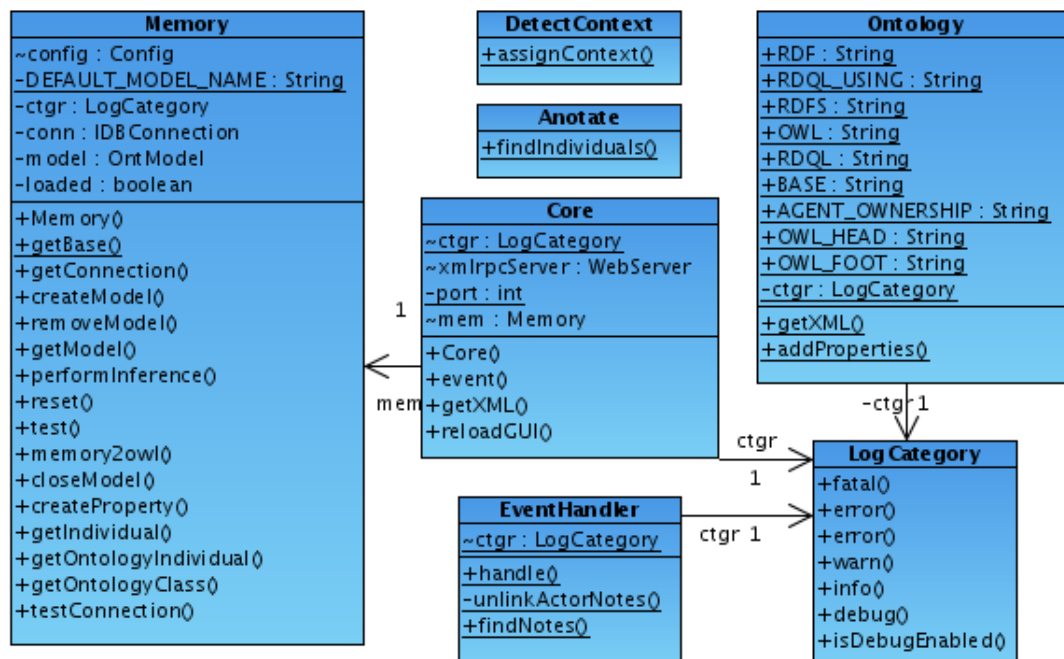 Memory
~config : Config
-DEFAULT_MODEL_NAME : String
-ctgr : LogCategory
-conn : IDBConnection
-model : OntModel
-loaded : boolean
+Memory()
+getBase()
+getConnection()
+createModel()
+removeModel()
+getModel()
+performInference()
+reset()
+test()
+memory2owl()
+closeModel()
+createProperty()
+getIndividual()
+getOntologyIndividual()
+getOntologyClass()
+testConnection()
DetectContext
+assignContext()
Anotate
+findIndividuals()
Core
~ctgr : LogCategory
~xmlrpcServer : WebServer
-port : int
~mem : Memory
+Core()
+event()
+getXML()
+reloadGUI()
1
mem
Ontology
+RDF : String
+RDQL_USING : String
+RDFS : String
+OWL : String
+RDQL : String
+BASE : String
+AGENT_OWNERSHIP : String
+OWL_HEAD : String
+OWL_FOOT : String
-ctgr : LogCategory
+getXML()
+addProperties()
-ctgr 1
ctgr
1
EventHandler
~ctgr : LogCategory
+handle()
-unlinkActorNotes()
+findNotes()
ctgr 1
LogCategory
+fatal()
+error()
+error()
+warn()
+info()
+debug()
+isDebugEnabled()